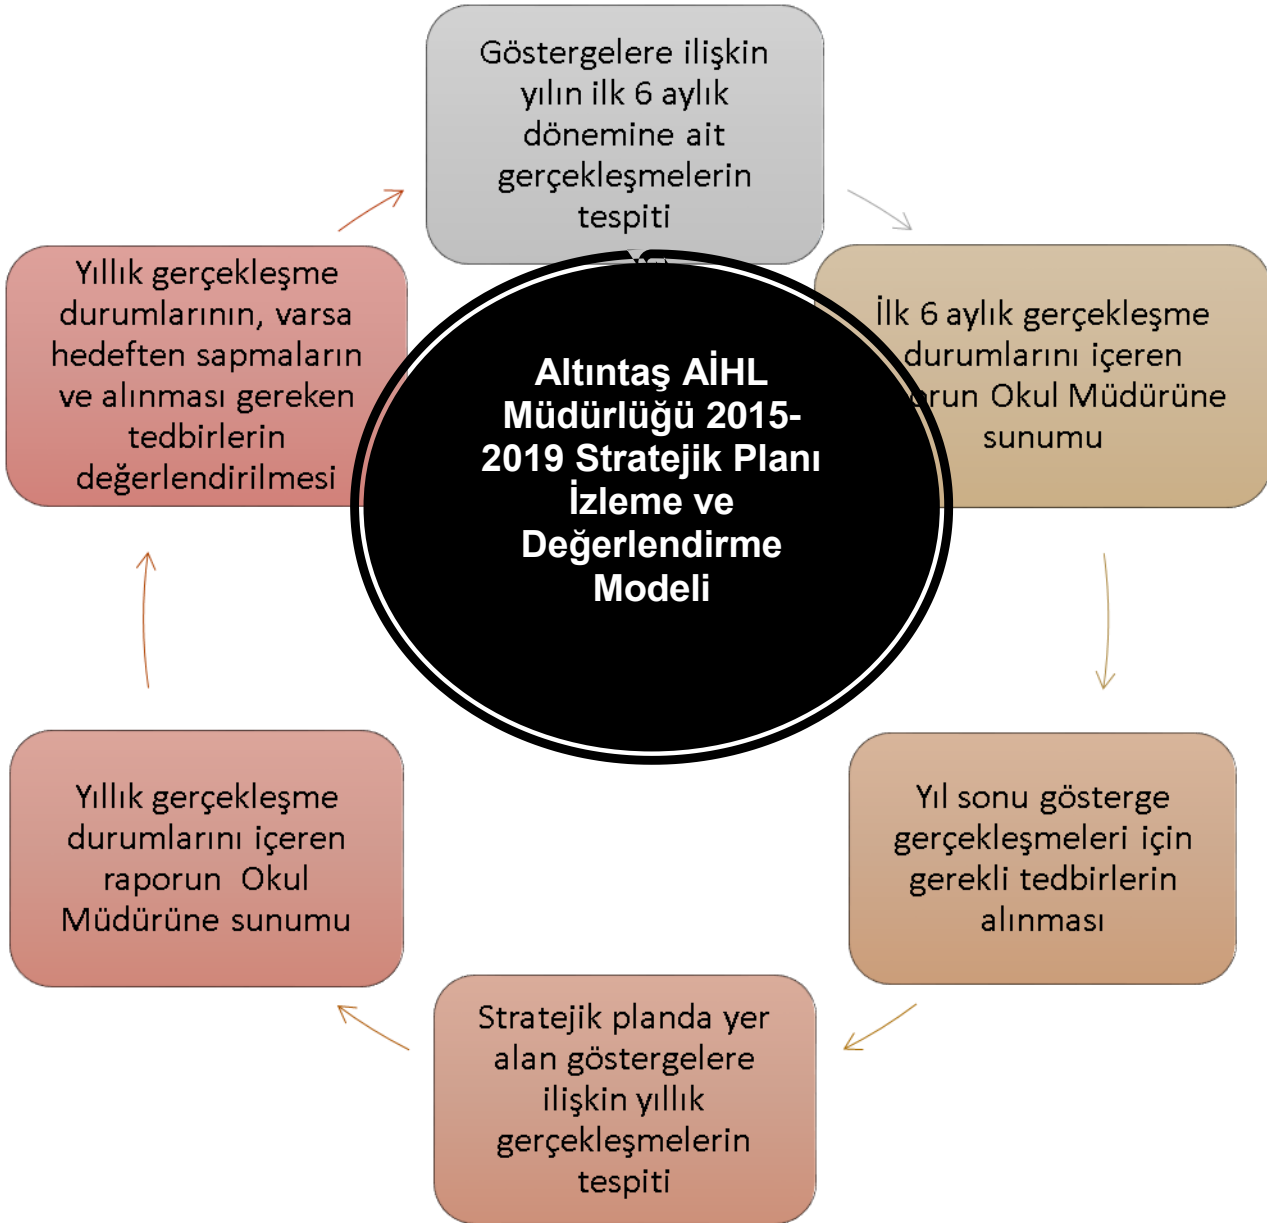 Göstergelere ilişkin
yılın ilk 6 aylık
dönemine ait
gerçekleşmelerin
tespiti
İlk 6 aylık gerçekleşme
durumlarını içeren
Okul Müdürüne
sunumu
Yıl sonu gösterge
gerçekleşmeleri için
gerekli tedbirlerin
alınması
Stratejik planda yer
alan göstergelere
ilişkin yıllık
gerçekleşmelerin
tespiti
Yıllık gerçekleşme
durumlarını içeren
raporun Okul
Müdürüne sunumu
Yıllık gerçekleşme
durumlarının, varsa
hedeften sapmaların
ve alınması gereken
tedbirlerin
değerlendirilmesi
Altıntaş AİHL
Müdürlüğü 2015-
2019 Stratejik Planı
İzleme ve
Değerlendirme
Modeli